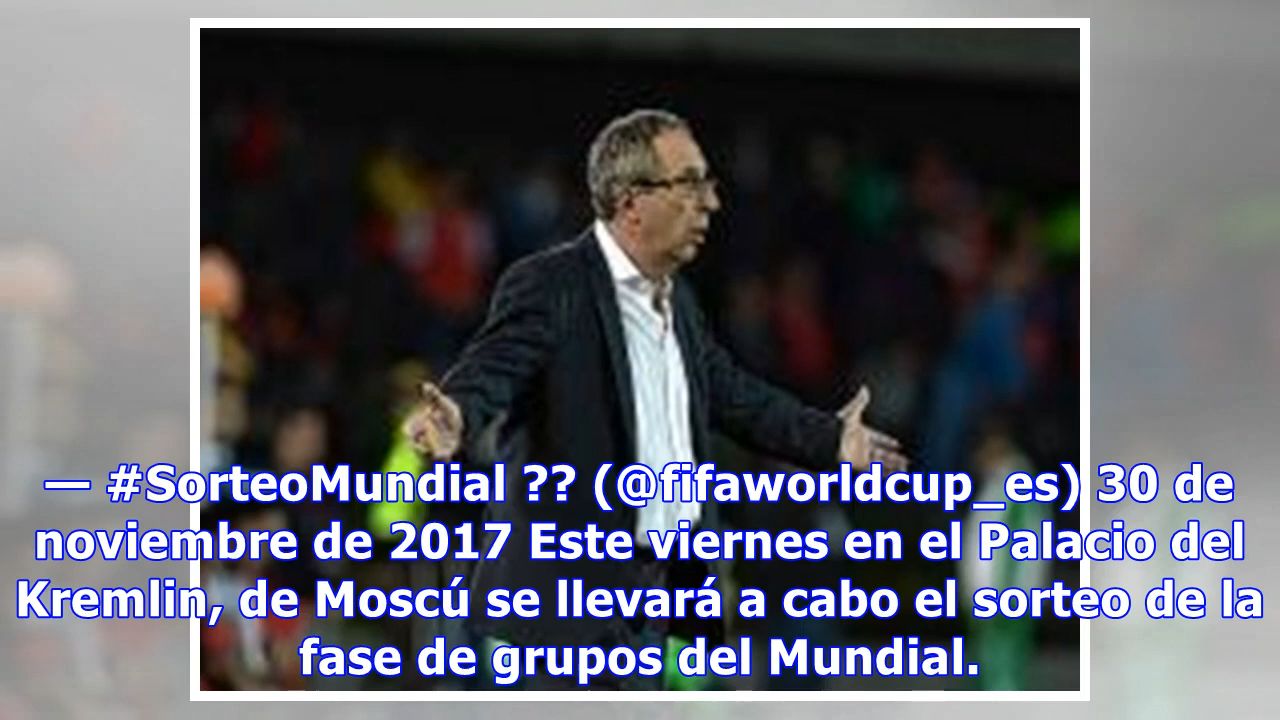 — #SorteoMundial ?? (@fifaworldcup_es) 30 de
noviembre de 2017 Este viernes en el Palacio del
Kremlin, de Moscú se llevará a cabo el sorteo de la
fase de grupos del Mundial.